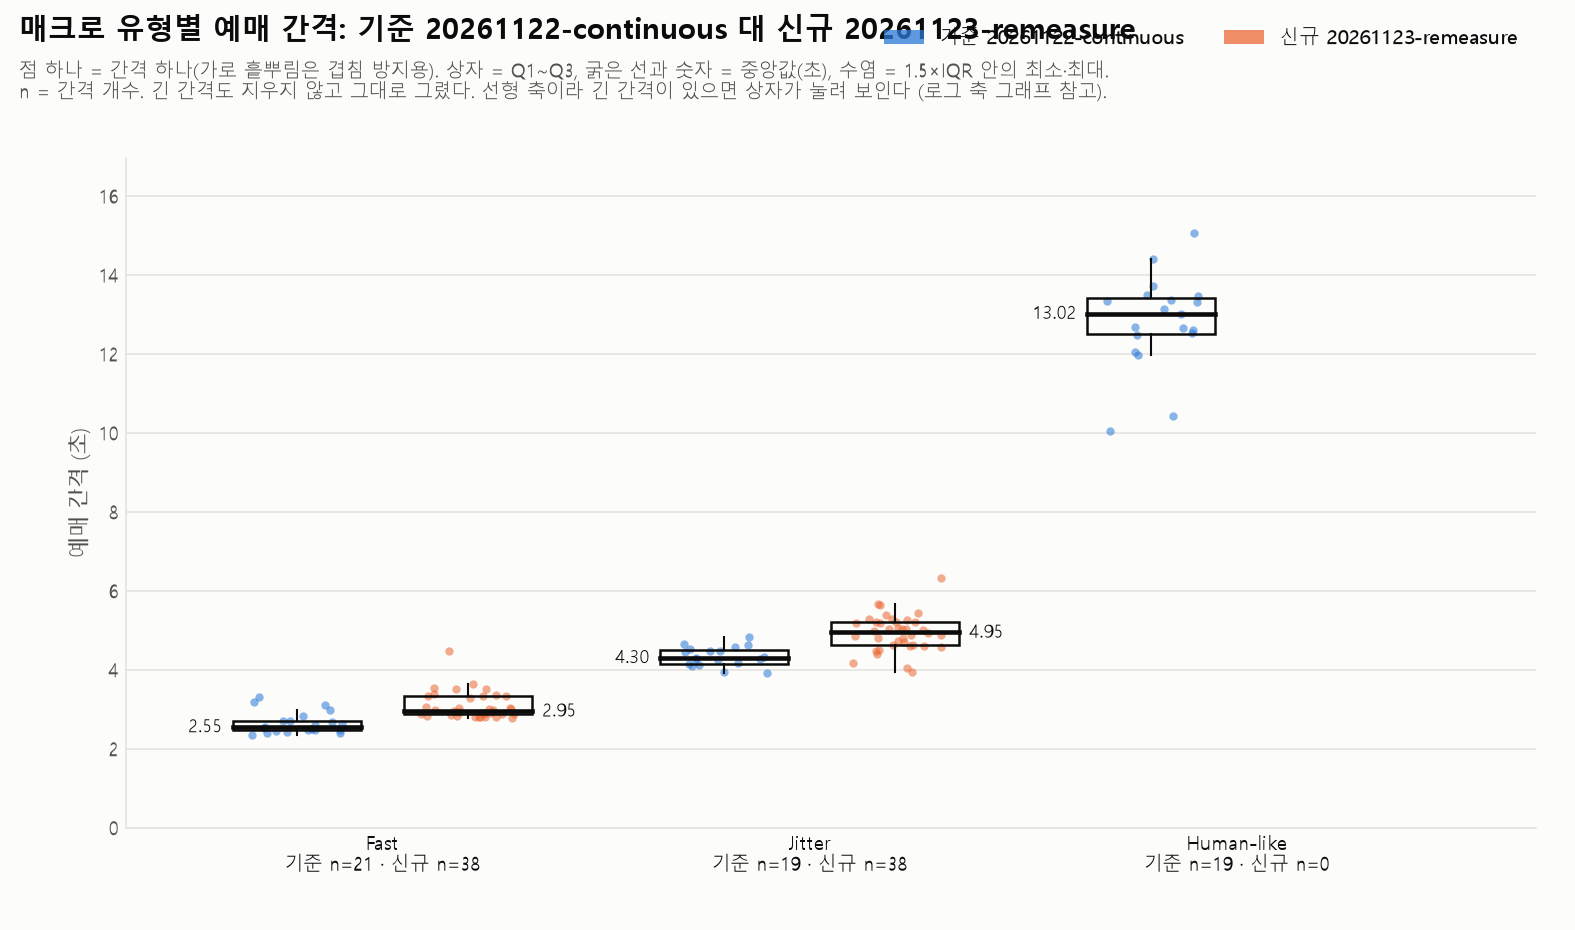 매크로 유형별 예매 간격: 기준 20261122-continuous 대 신규 20261123-remeasure
기준 20261122-continuous
신규 20261123-remeasure
점 하나 = 간격 하나(가로 흩뿌림은 겹침 방지용). 상자 = Q1~Q3, 굵은 선과 숫자 = 중앙값(초), 수염 = 1.5×IQR 안의 최소·최대.
n = 간격 개수. 긴 간격도 지우지 않고 그대로 그렸다. 선형 축이라 긴 간격이 있으면 상자가 눌려 보인다 (로그 축 그래프 참고).
예매 간격 (초)
16
14
12
10
8
6
4
2
0
2.55
2.95
4.30
4.95
13.02
Fast
기준 n=21 · 신규 n=38
Jitter
기준 n=19 · 신규 n=38
Human-like
기준 n=19 · 신규 n=0